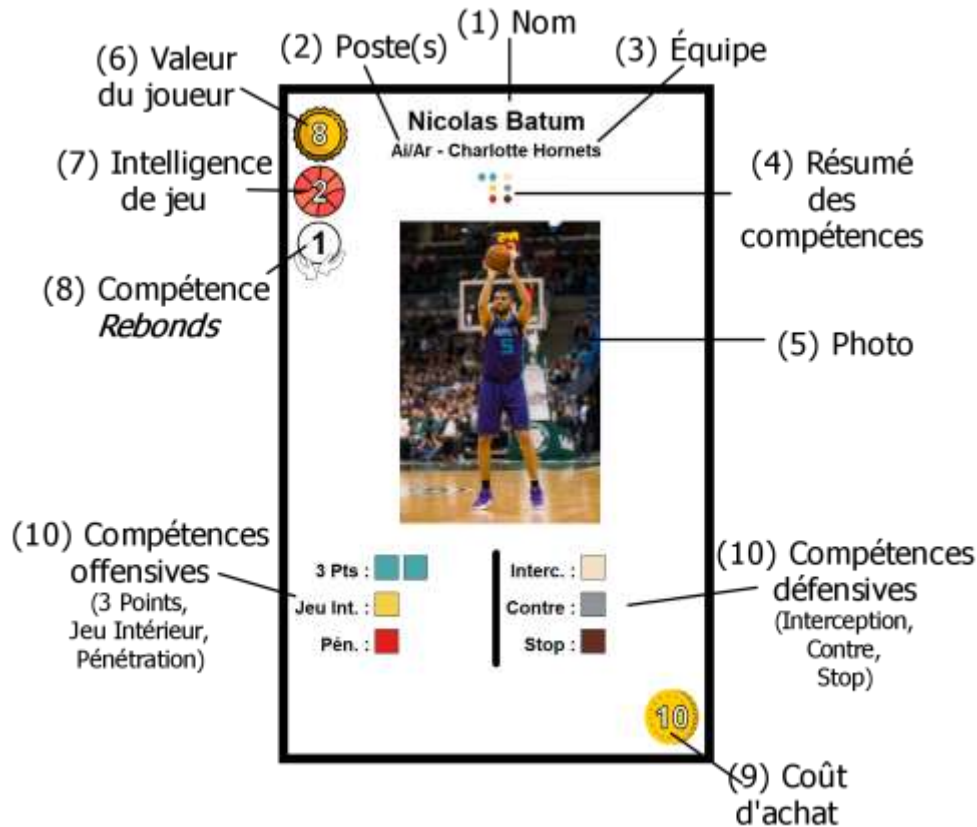 (1) Nom
(2) Poste(s)
(3) Équipe
(6) Valeur
du joueur
8
Nicolas Batum
Ai/Ar - Charlotte Hornets
(7) Intelligence
de jeu
2
(4) Résumé
des
compétences
1
(8) Compétence
Rebonds
5
(5) Photo
(10) Compétences
offensives
(3 Points,
Jeu Intérieur,
Pénétration)
3 Pts :
Jeu Int. :
Pén. :
Interc. :
Contre :
Stop :
(10) Compétences
défensives
(Interception,
Contre,
Stop)
10
(9) Coût
d'achat